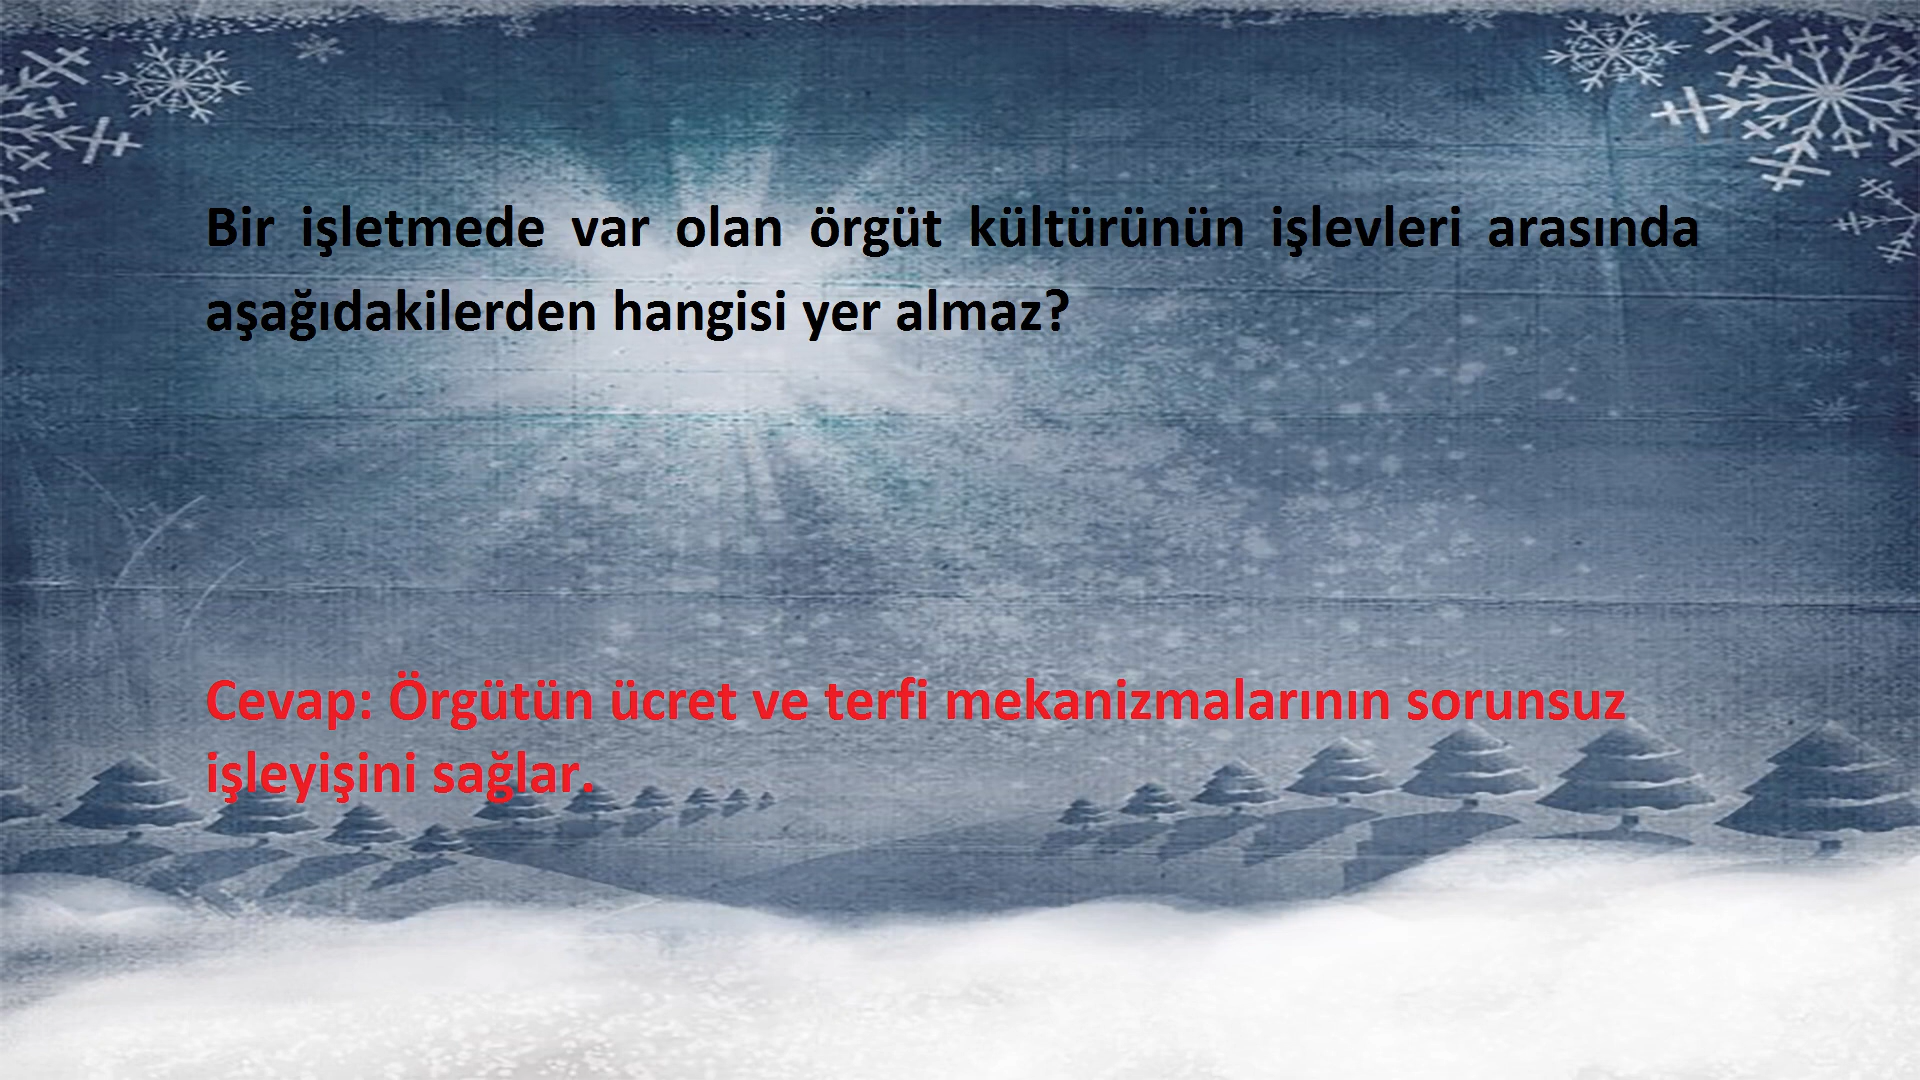 Bir işletmede var olan örgüt kültürünün işlevleri arasında
aşağıdakilerden hangisi yer almaz?
Cevap: Örgütün ücret ve terfi mekanizmalarının sorunsuz
işleyişini sağlar.